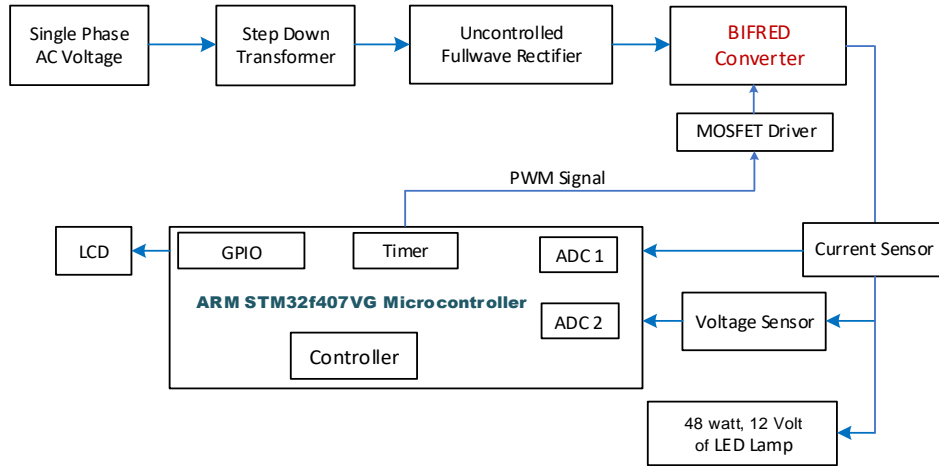 Single Phase
AC Voltage
Step Down
Transformer
Uncontrolled
Fullwave Rectifier
BIFRED
Converter
MOSFET Driver
PWM Signal
LCD
GPIO
Timer
ADC 1
Current Sensor
ARM STM32f407VG Microcontroller
ADC 2
Voltage Sensor
Controller
48 watt, 12 Volt
of LED Lamp